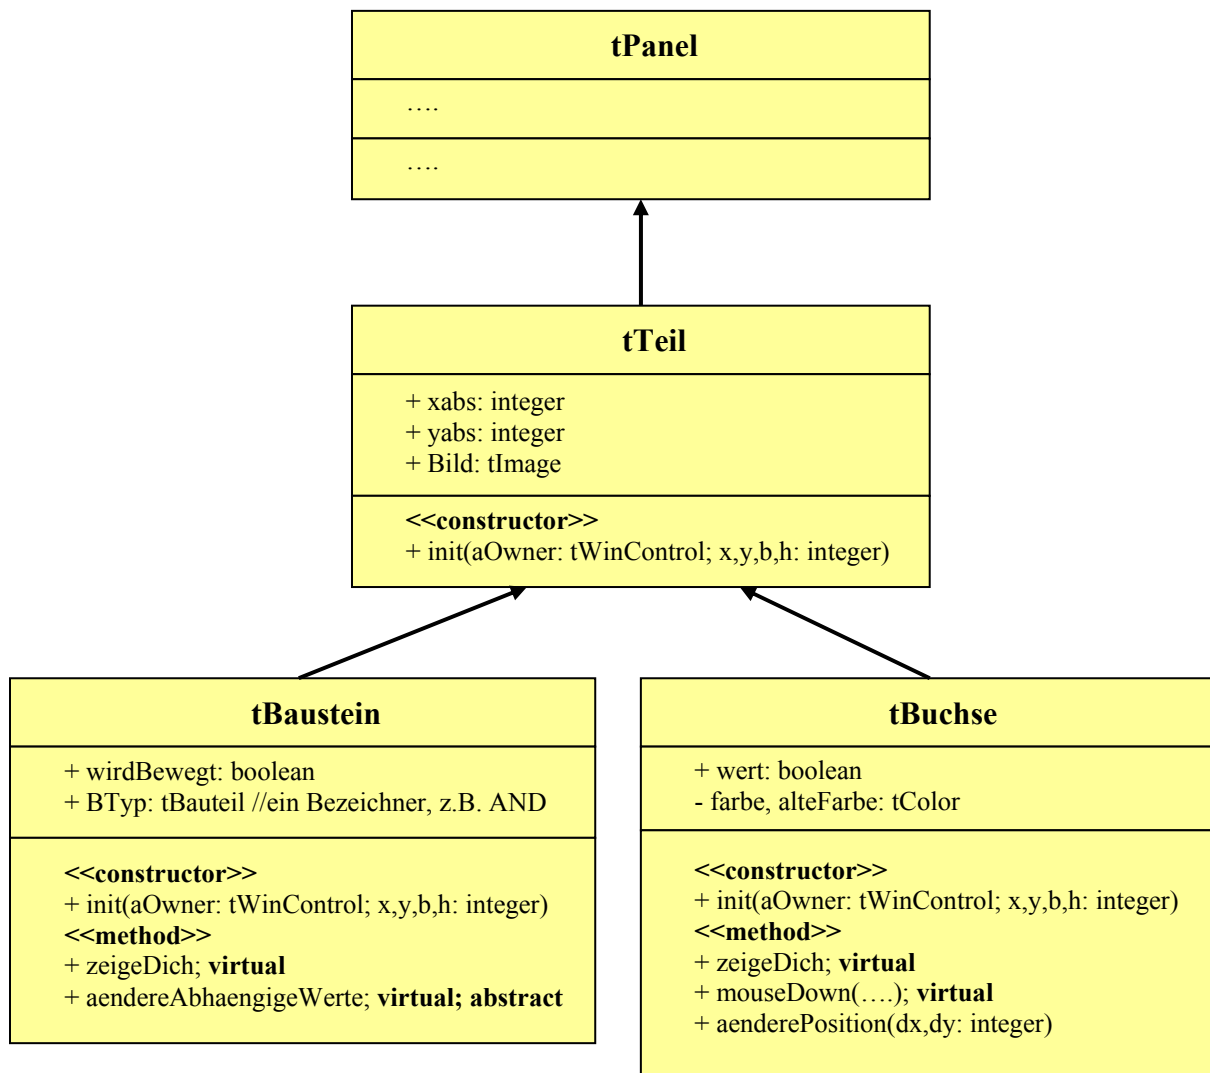 tPanel
….
….
tTeil
+ xabs: integer
+ yabs: integer
+ Bild: tImage
<<constructor>>
+ init(aOwner: tWinControl; x,y,b,h: integer)
tBaustein
+ wirdBewegt: boolean
+ BTyp: tBauteil //ein Bezeichner, z.B. AND
<<constructor>>
+ init(aOwner: tWinControl; x,y,b,h: integer)
<<method>>
+ zeigeDich; virtual
+ aendereAbhaengigeWerte; virtual; abstract
tBuchse
+ wert: boolean
- farbe, alteFarbe: tColor
<<constructor>>
+ init(aOwner: tWinControl; x,y,b,h: integer)
<<method>>
+ zeigeDich; virtual
+ mouseDown(….); virtual
+ aenderePosition(dx,dy: integer)